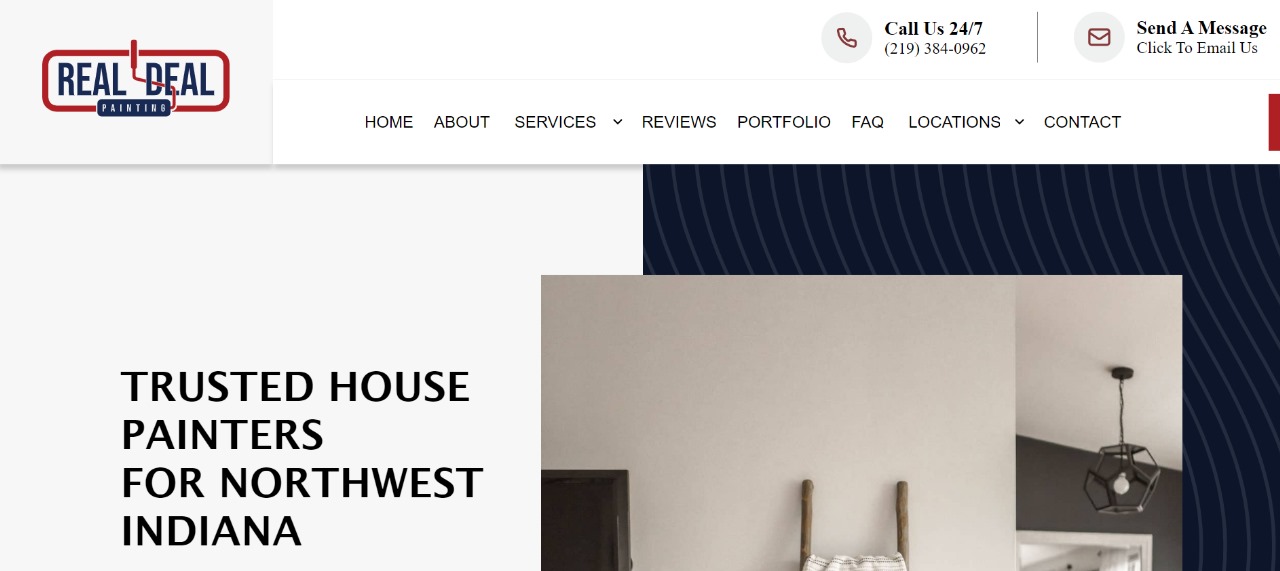 REAL DEAL
PAINTING
Call Us 24/7
(219) 384-0962
Send A Message
Click To Email Us
HOME ABOUT SERVICES REVIEWS PORTFOLIO FAQ LOCATIONS CONTACT
TRUSTED HOUSE
PAINTERS
FOR NORTHWEST
INDIANA